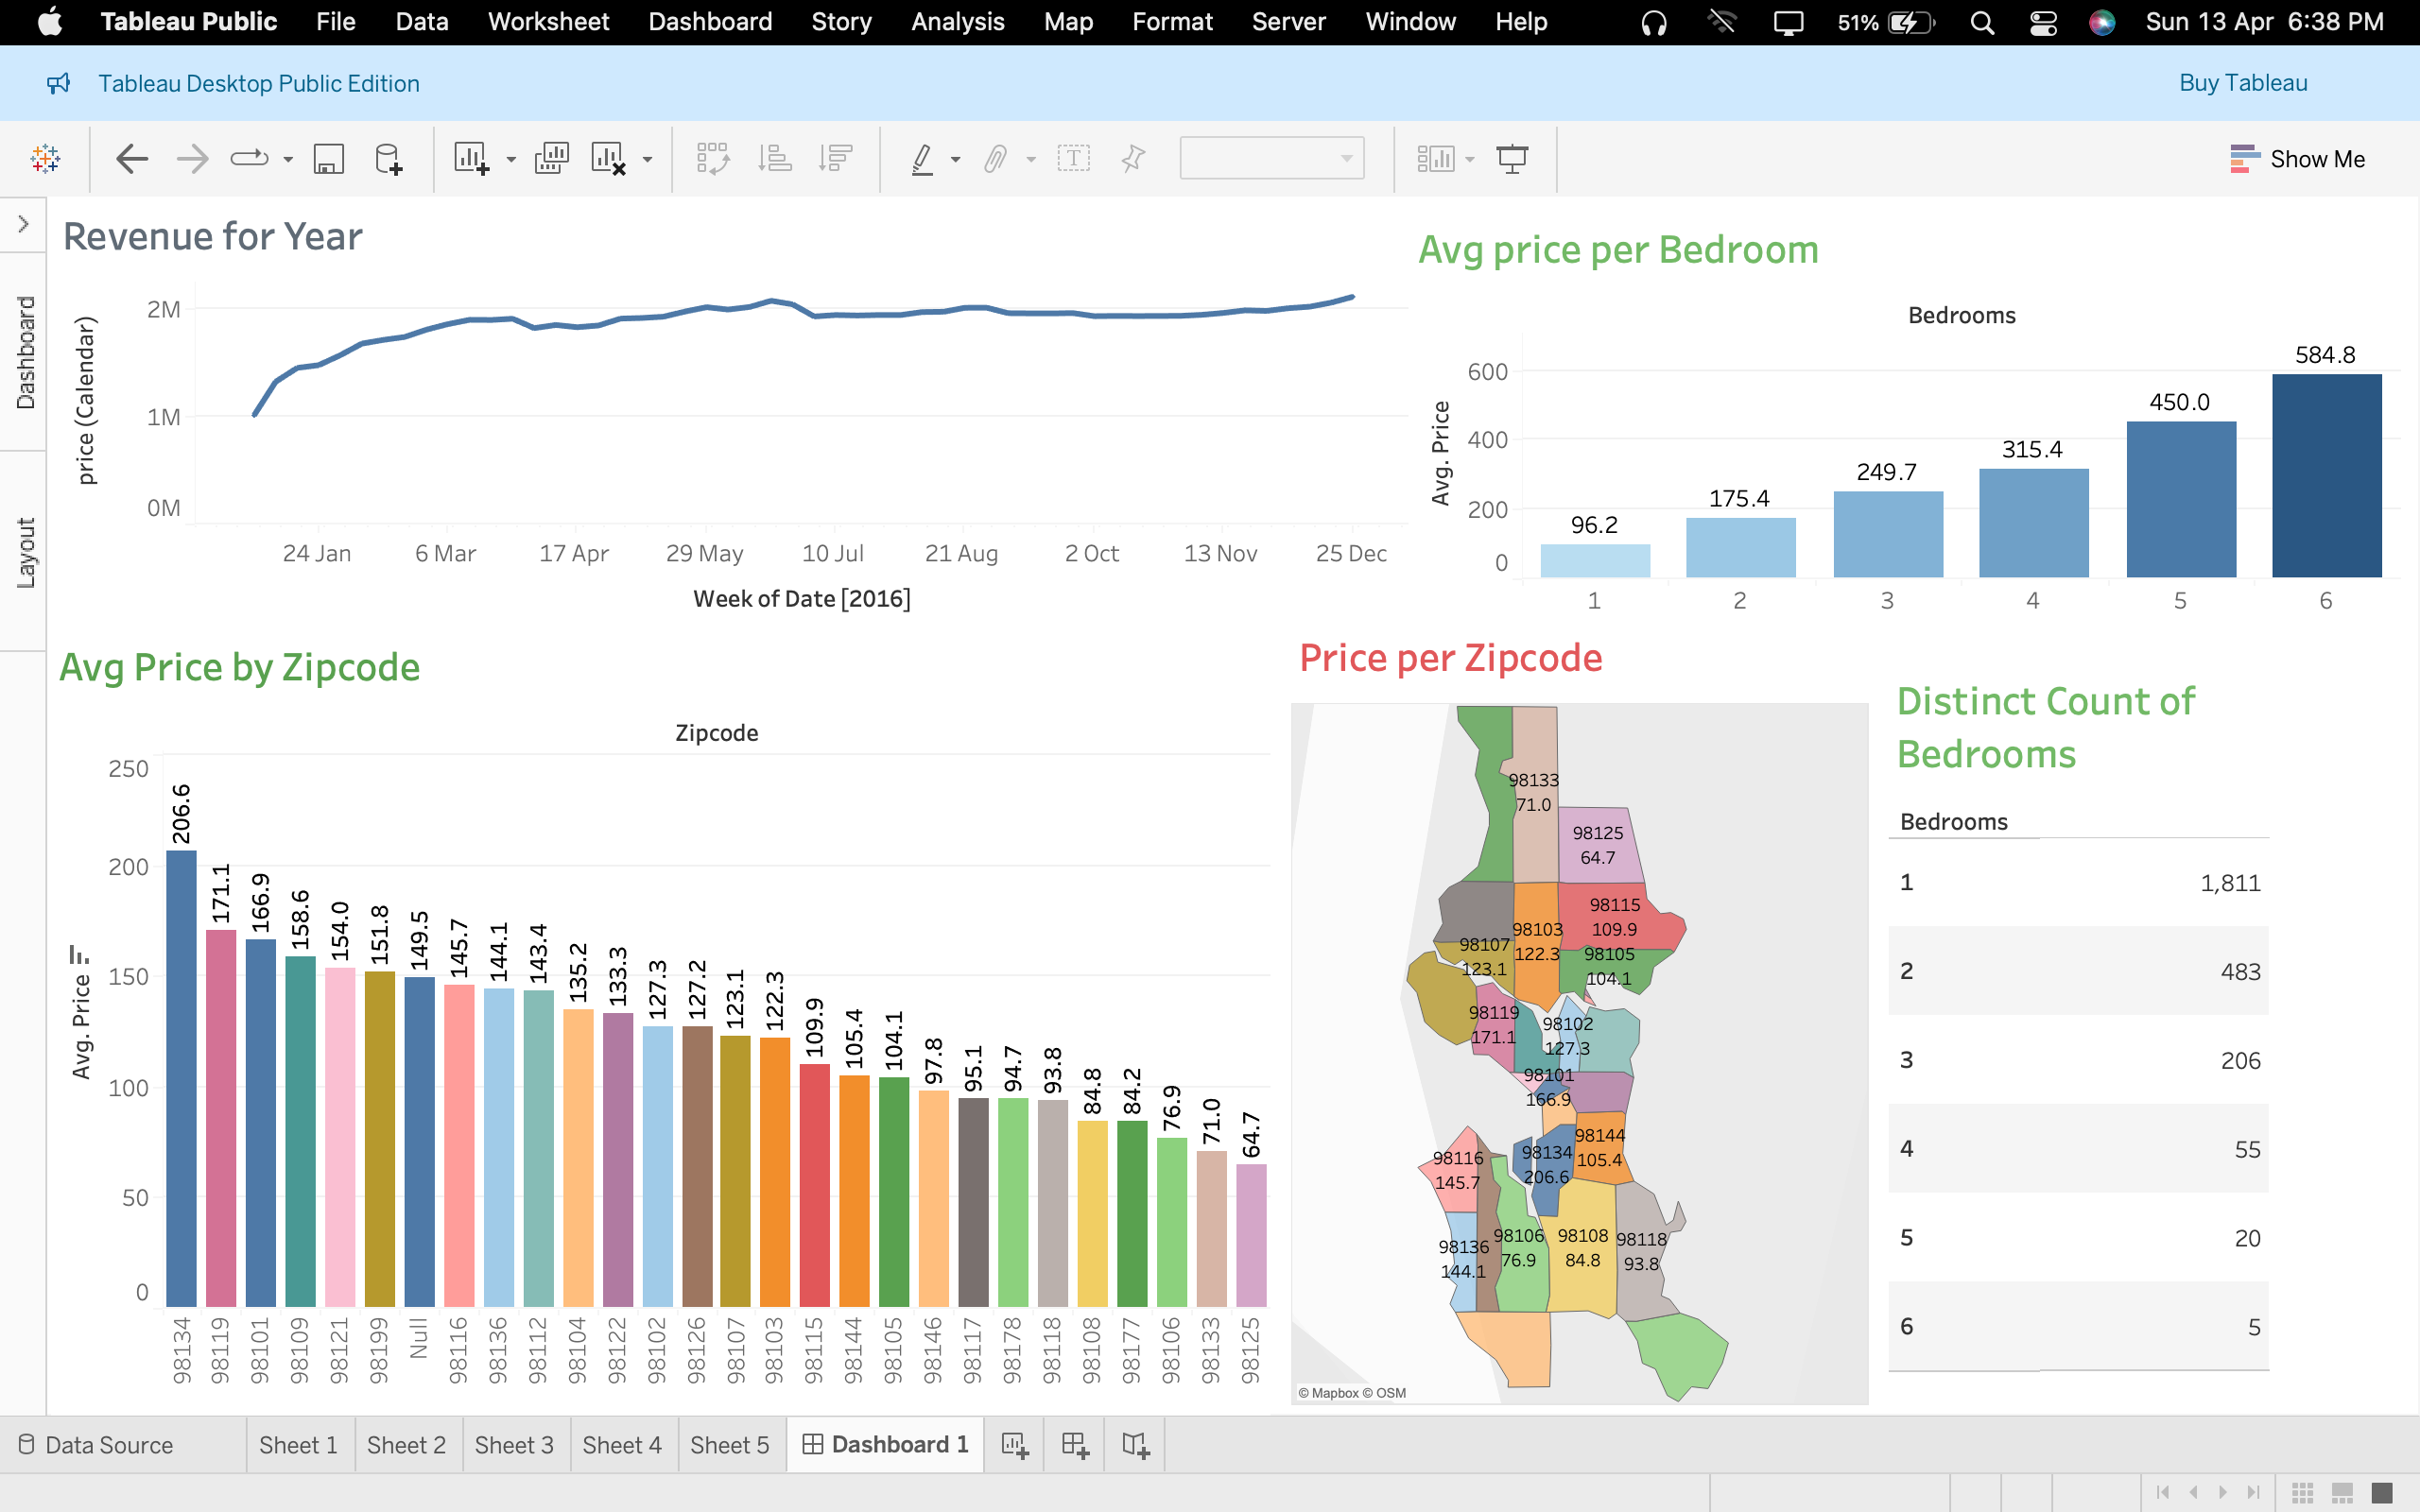 Tableau Public File Data Worksheet Dashboard Story Analysis Map Format Server Window Help 51% Sun 13 Apr 6:38 PM
Tableau Desktop Public Edition Buy Tableau
Show Me
Dashboard
Layout
Revenue for Year
price (Calendar)
2M
1M
0M
24 Jan 6 Mar 17 Apr 29 May 10 Jul 21 Aug 2 Oct 13 Nov 25 Dec
Week of Date [2016]
Avg price per Bedroom
Bedrooms
Avg. Price
600
400
200
0
96.2 175.4 249.7 315.4 450.0 584.8
1 2 3 4 5 6
Avg Price by Zipcode
Zipcode
Avg. Price
250
200
150
100
50
0
206.6 171.1 166.9 158.6 154.0 151.8 149.5 145.7 144.1 143.4 135.2 133.3 127.3 127.2 123.1 122.3 109.9 105.4 104.1 97.8 95.1 94.7 93.8 84.8 84.2 76.9 71.0 64.7
98134 98119 98101 98109 98121 98199 Null 98116 98136 98112 98104 98122 98102 98126 98107 98103 98115 98144 98105 98146 98117 98178 98118 98108 98177 98106 98133 98125
Price per Zipcode
98133
71.0
98125
64.7
98115
109.9
98103
122.3
98107
123.1
98105
104.1
98119
171.1
98102
127.3
98101
166.9
98144
105.4
98134
206.6
98116
145.7
98136
144.1
98106
76.9
98108
84.8
98118
93.8
© Mapbox © OSM
Distinct Count of
Bedrooms
Bedrooms
1 1,811
2 483
3 206
4 55
5 20
6 5
Data Source Sheet 1 Sheet 2 Sheet 3 Sheet 4 Sheet 5 Dashboard 1